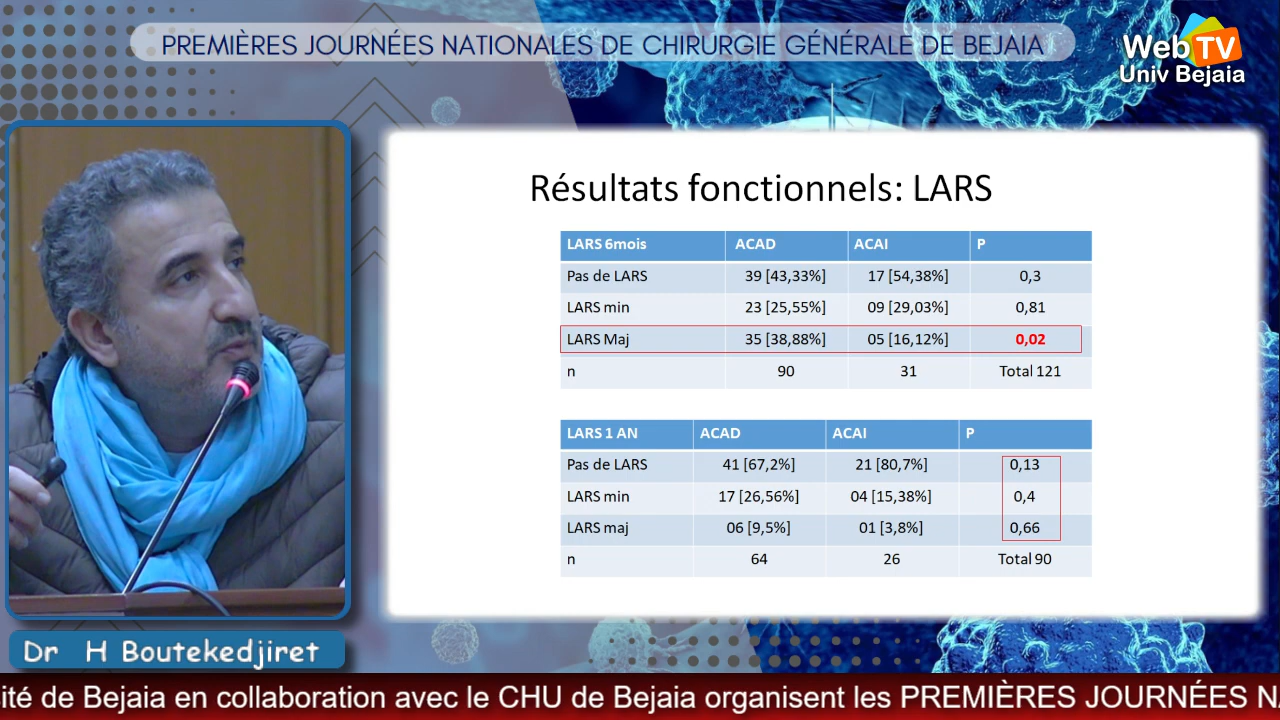 PREMIÈRES JOURNÉES NATIONALES DE CHIRURGIE GÉNÉRALE DE BEJAIA
Web TV
Univ Bejaia
Résultats fonctionnels: LARS
LARS 6mois ACAD ACAI P
Pas de LARS 39 [43,33%] 17 [54,38%] 0,3
LARS min 23 [25,55%] 09 [29,03%] 0,81
LARS Maj 35 [38,88%] 05 [16,12%] 0,02
n 90 31 Total 121
LARS 1 AN ACAD ACAI P
Pas de LARS 41 [67,2%] 21 [80,7%] 0,13
LARS min 17 [26,56%] 04 [15,38%] 0,4
LARS maj 06 [9,5%] 01 [3,8%] 0,66
n 64 26 Total 90
Dr H Boutekedjiret
sité de Bejaia en collaboration avec le CHU de Bejaia organisent les PREMIÈRES JOURNÉES NA